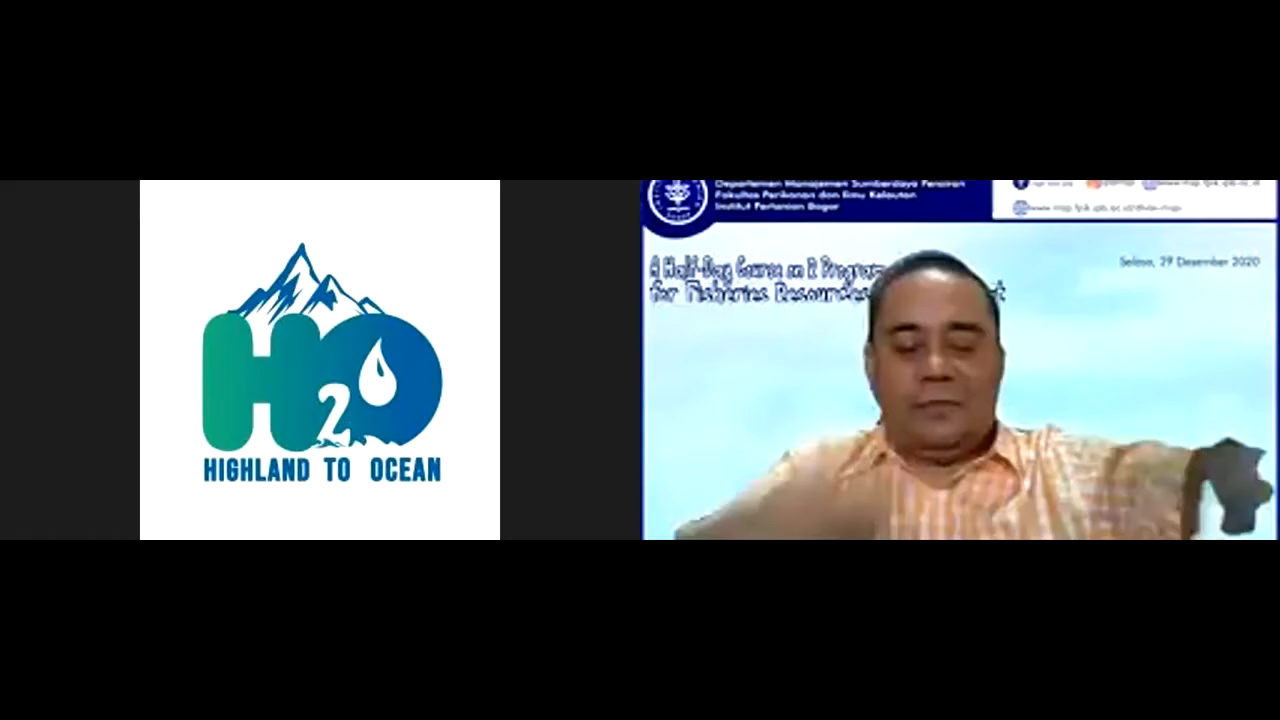 H2O
HIGHLAND TO OCEAN
Departemen Manajemen Sumberdaya Perairan
Fakultas Perikanan dan Ilmu Kelautan
Institut Pertanian Bogor
A Half-Day Course on R Program
for Fisheries Resources
Selasa, 29 Desember 2020